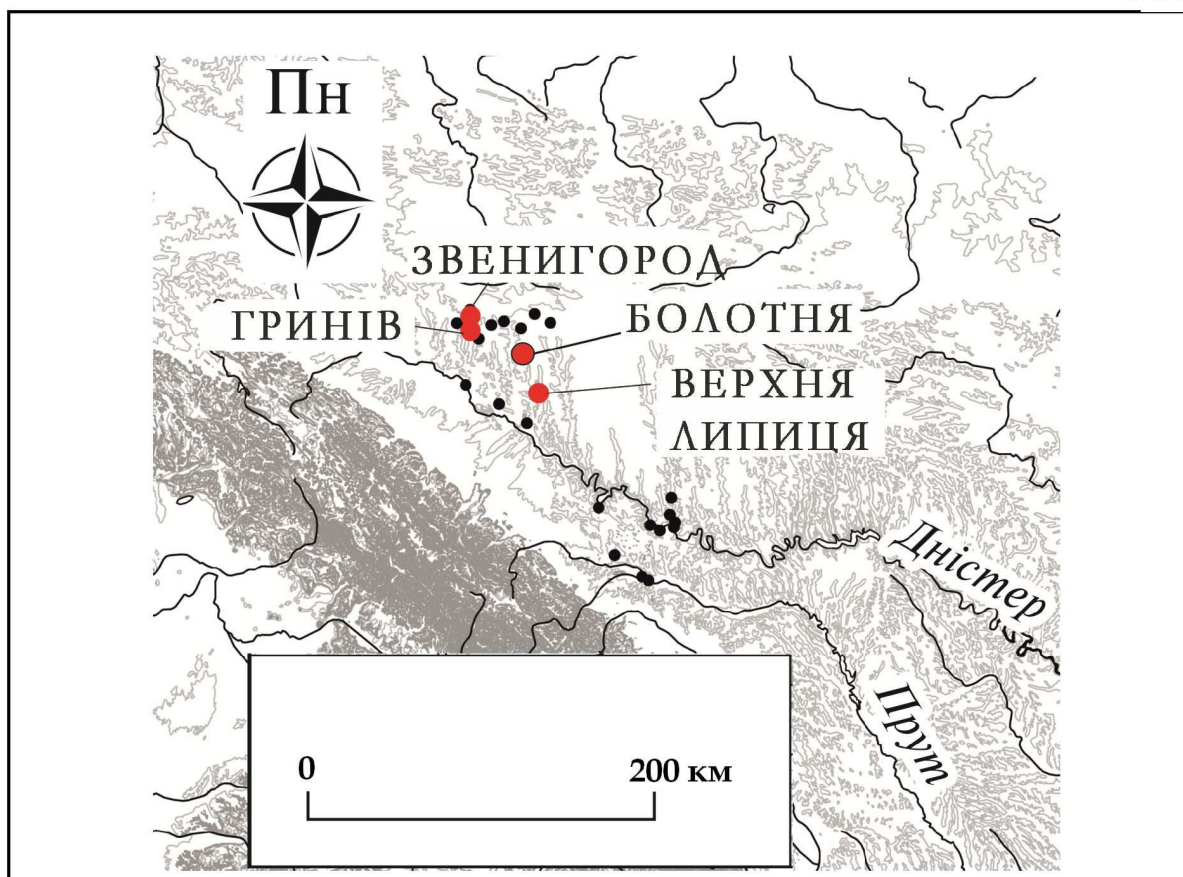 Пн
ЗВЕНИГОРОД
ГРИНІВ
БОЛОТНЯ
ВЕРХНЯ
ЛИПИЦЯ
Дністер
Прут
0 200 км